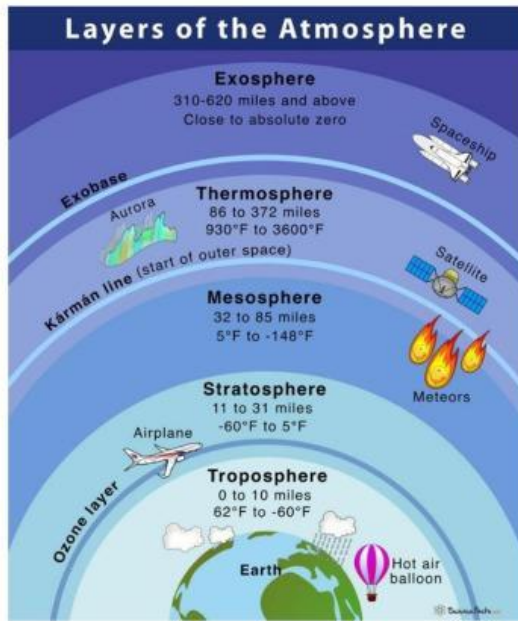 Layers of the Atmosphere
Exosphere
310-620 miles and above
Close to absolute zero
Spaceship
Exobase
Thermosphere
86 to 372 miles
930°F to 3600°F
Aurora
Satellite
Kármán line (start of outer space)
Mesosphere
32 to 85 miles
5°F to -148°F
Meteors
Stratosphere
11 to 31 miles
-60°F to 5°F
Airplane
Ozone layer
Troposphere
0 to 10 miles
62°F to -60°F
Earth
Hot air
balloon